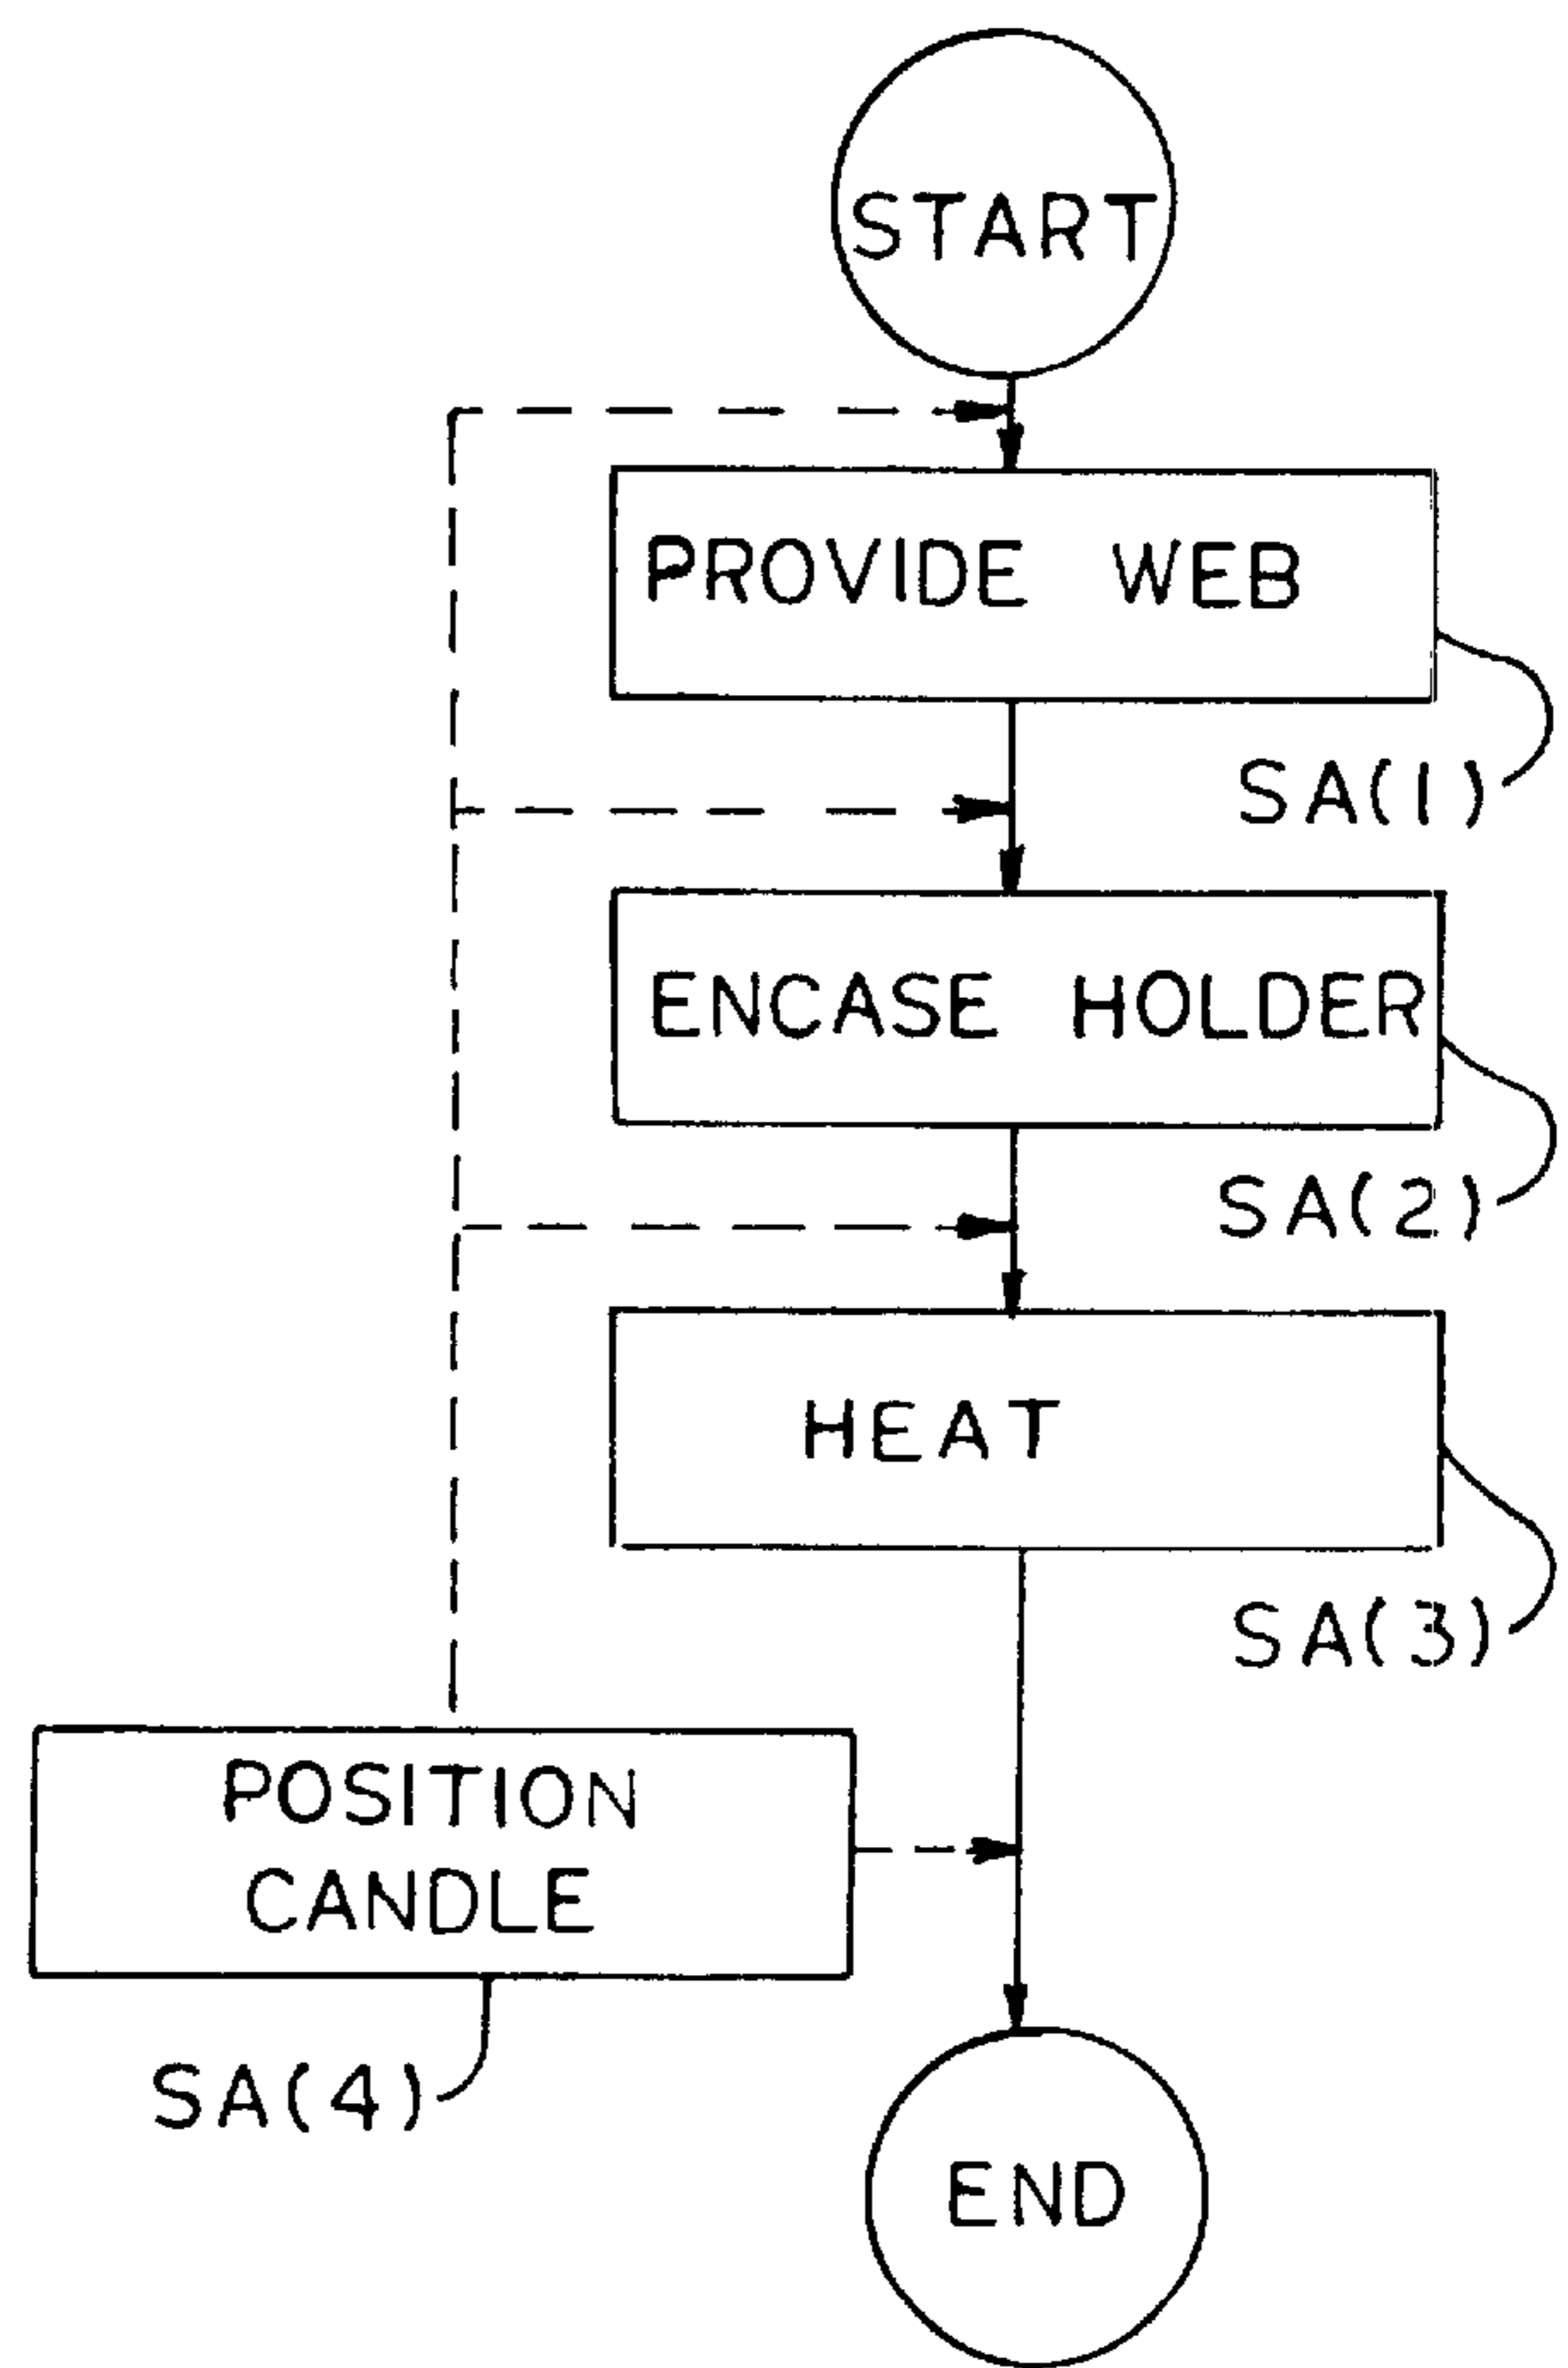 START
PROVIDE WEB
SA(1)
ENCASE HOLDER
SA(2)
HEAT
SA(3)
POSITION
CANDLE
SA(4)
END